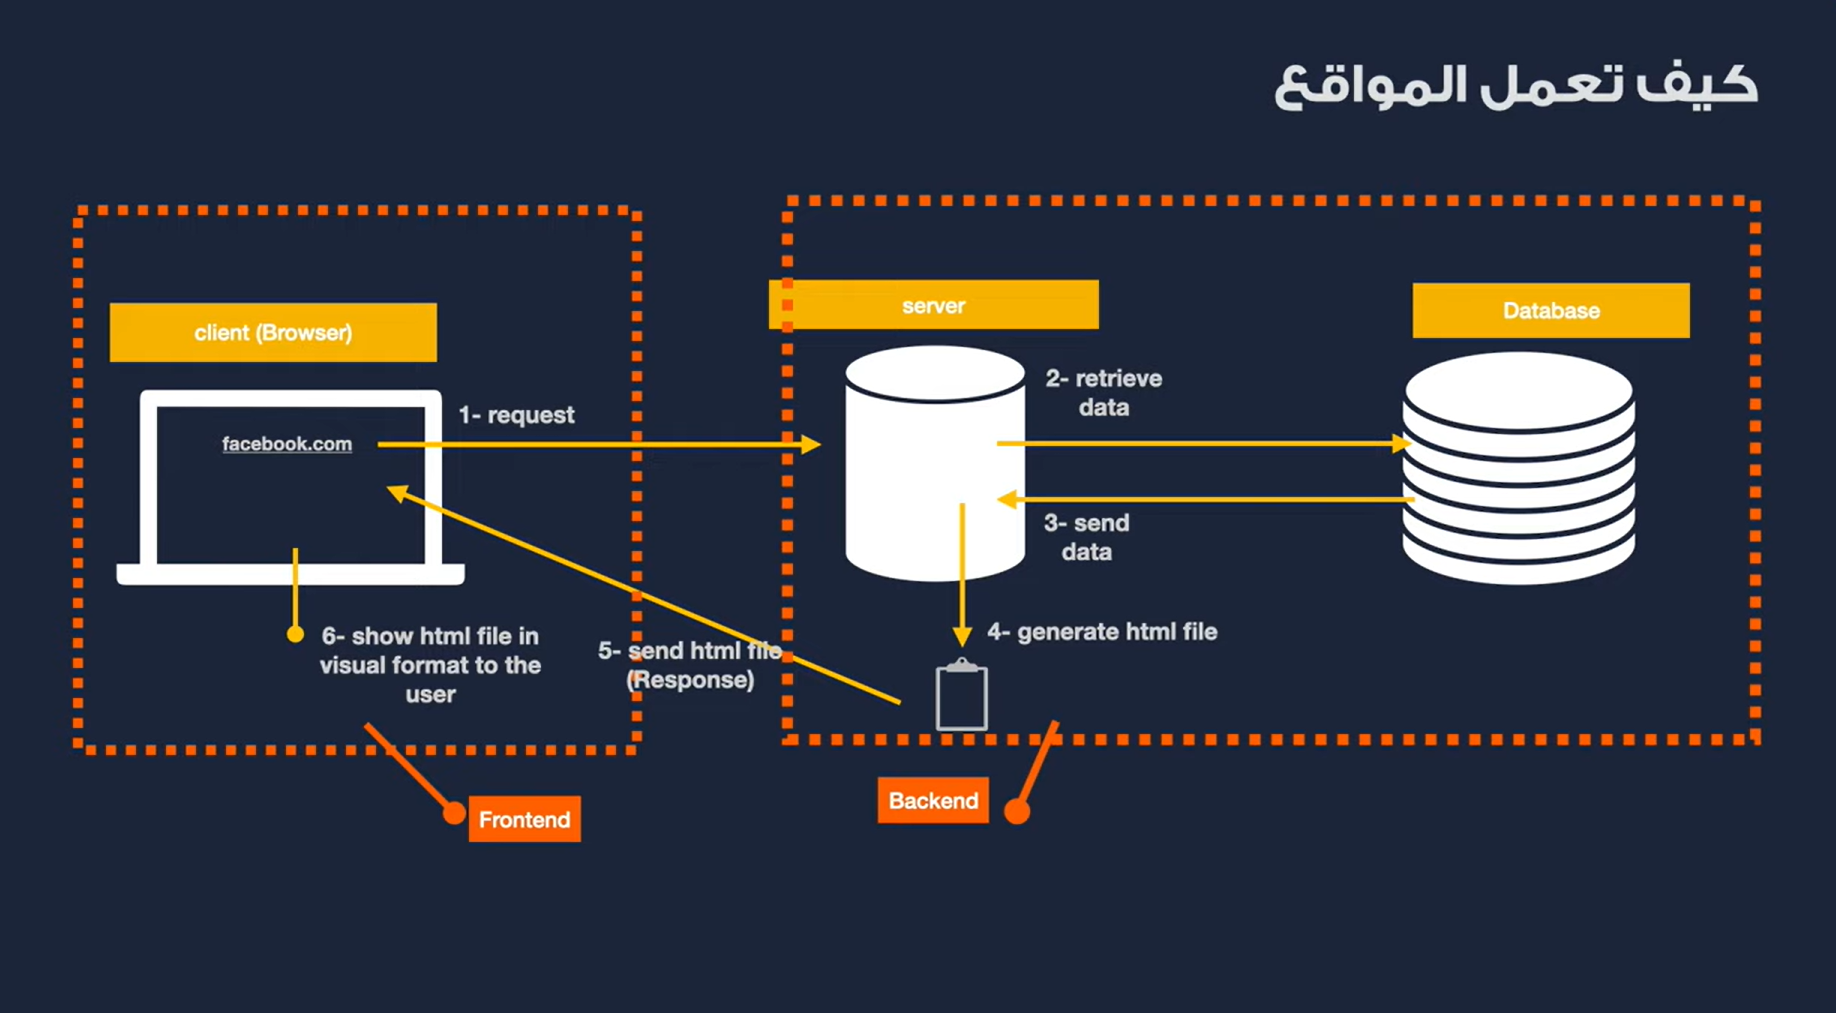 كيف تعمل المواقع
client (Browser)
server
Database
facebook.com
1- request
2- retrieve
data
3- send
data
4- generate html file
5- send html file
(Response)
6- show html file in
visual format to the
user
Frontend
Backend